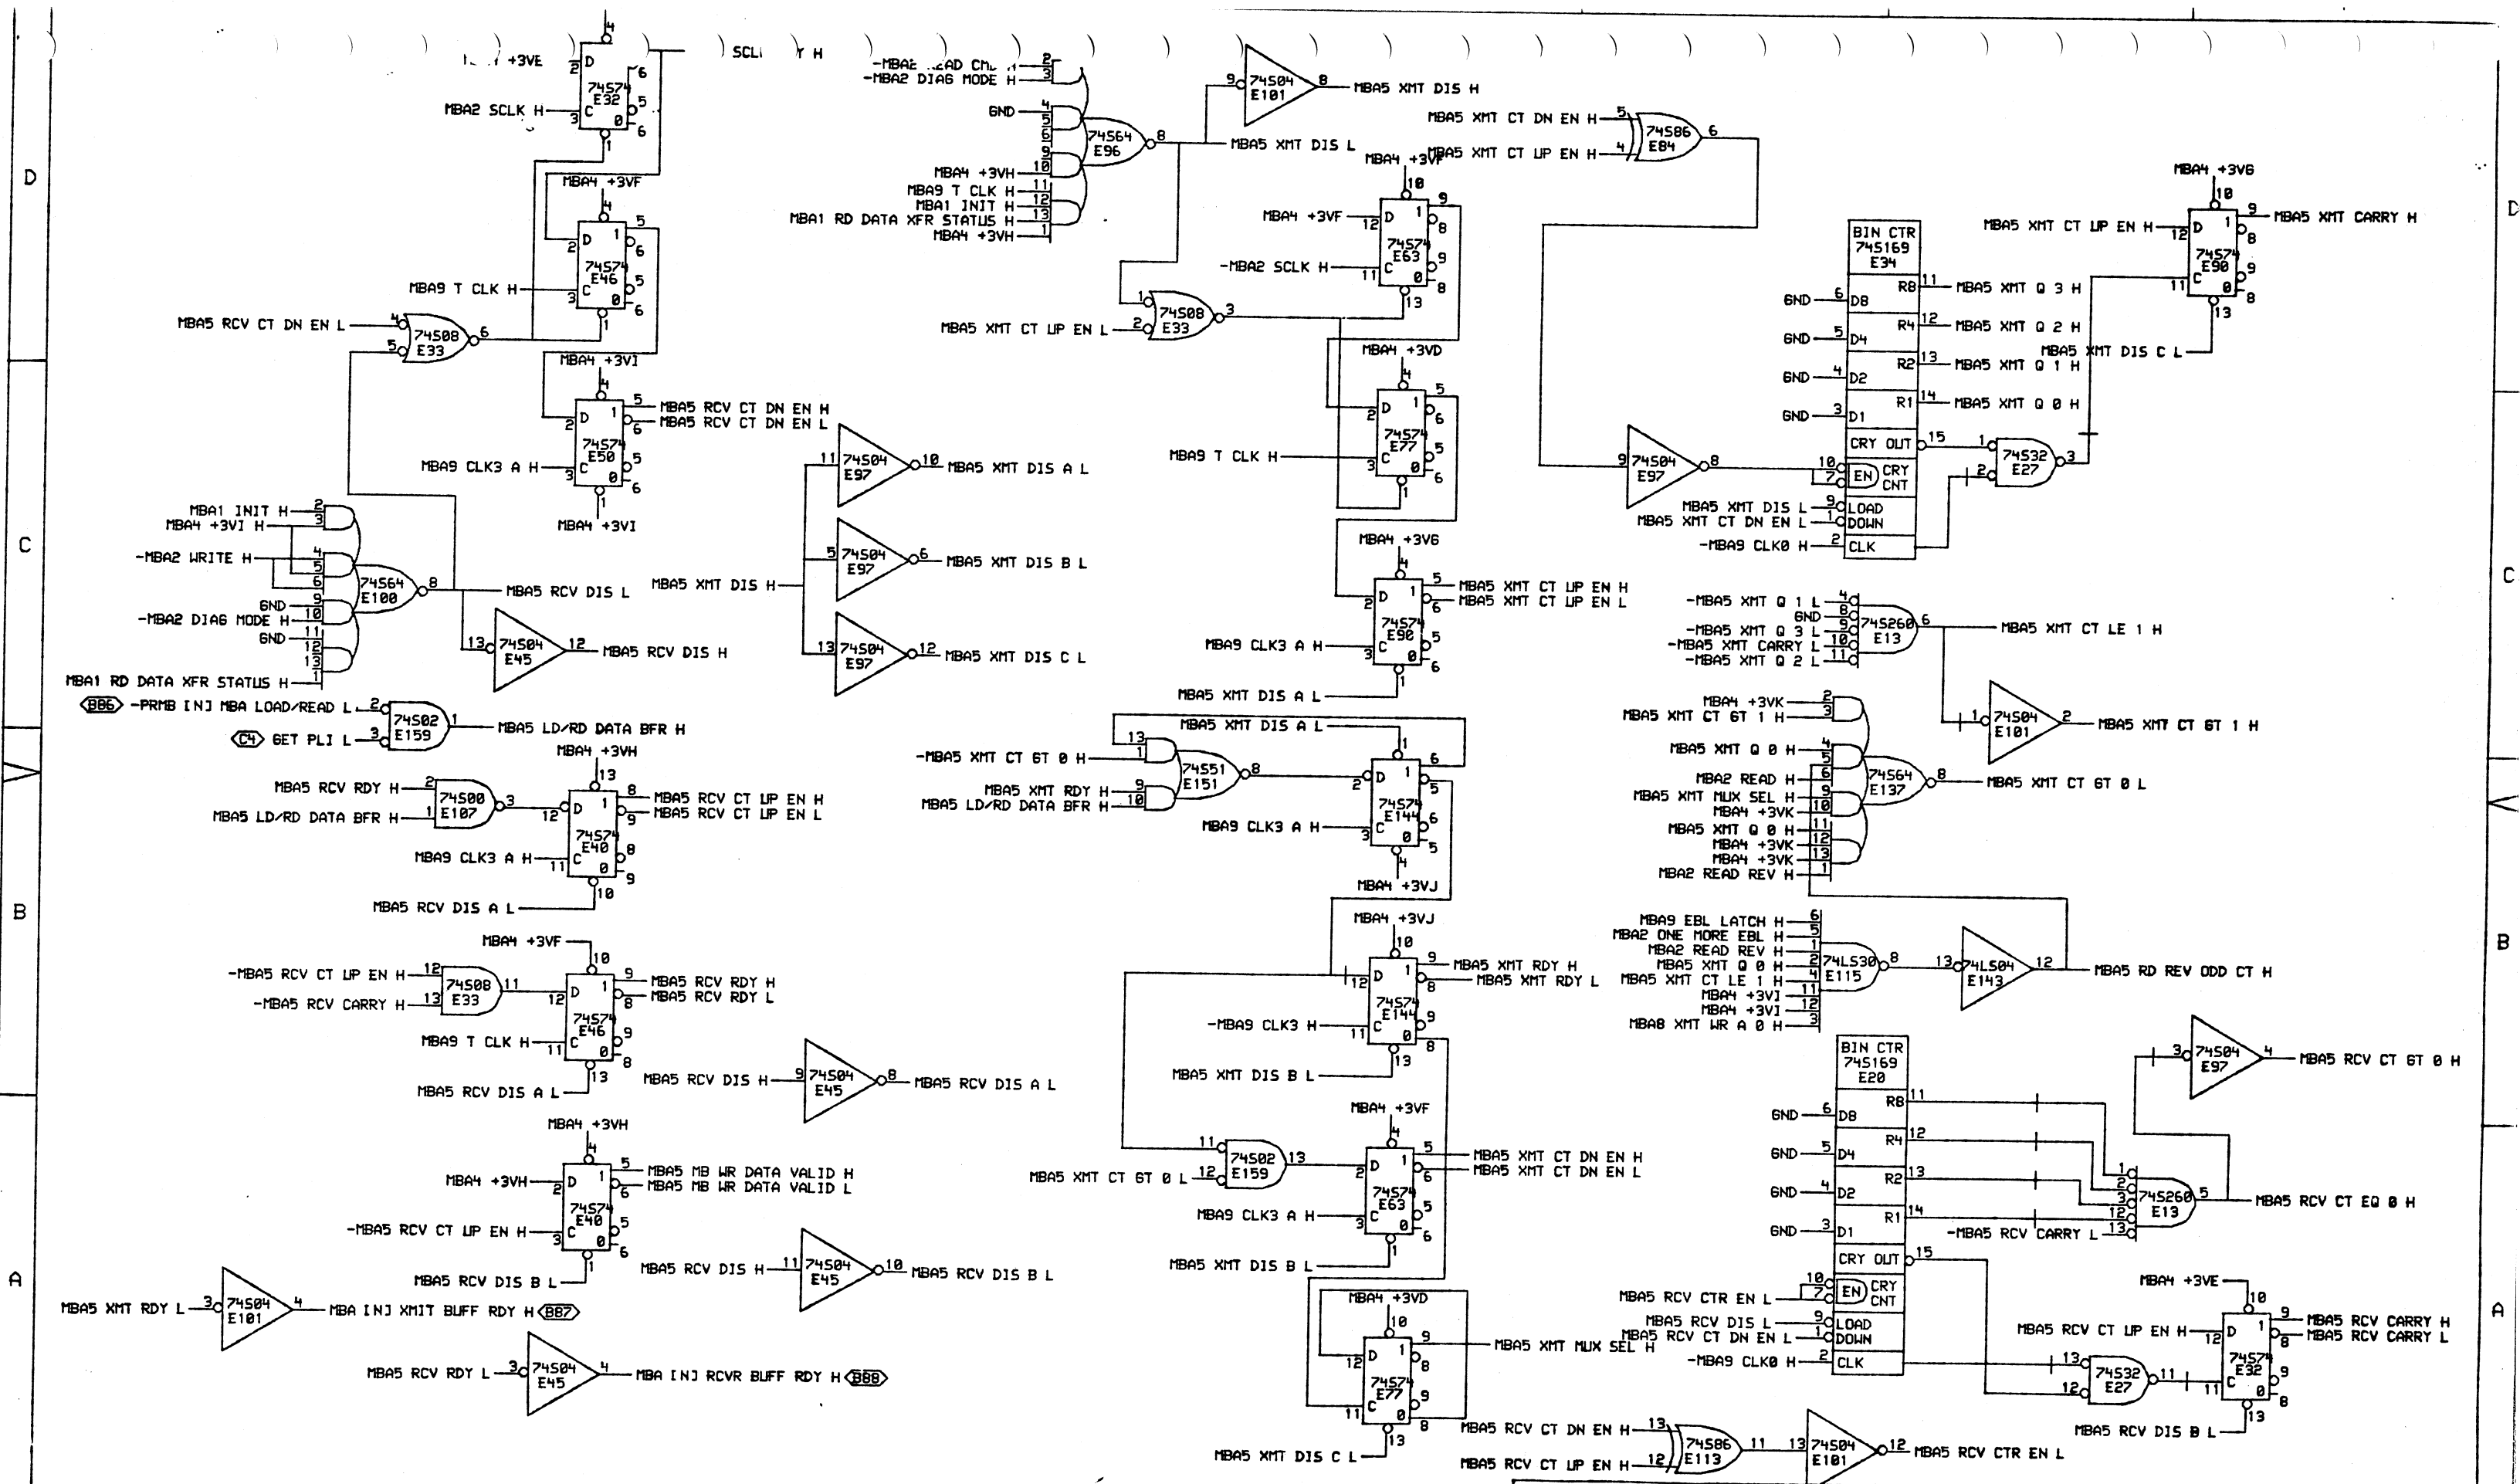 +3VE
D
74S74
E32
MBA2 SCLK H
SCL
Y H
MBA4 +3VF
74S74
E46
MBA9 T CLK H
MBA5 RCV CT DN EN L
74S08
E33
MBA4 +3VI
74S74
E50
MBA5 RCV CT DN EN H
MBA5 RCV CT DN EN L
MBA9 CLK3 A H
MBA4 +3VI
MBA1 INIT H
MBA4 +3VI H
-MBA2 WRITE H
74S64
E100
GND
-MBA2 DIAG MODE H
GND
MBA1 RD DATA XFR STATUS H
MBA5 RCV DIS L
74S04
E45
MBA5 RCV DIS H
B86 -PRMB [N] MBA LOAD/READ L
C4 GET PLI L
74S02
E159
MBA5 LD/RD DATA BFR H
MBA4 +3VH
MBA5 RCV RDY H
MBA5 LD/RD DATA BFR H
74S00
E107
74S74
E40
MBA5 RCV CT UP EN H
MBA5 RCV CT UP EN L
MBA9 CLK3 A H
MBA5 RCV DIS A L
MBA4 +3VF
-MBA5 RCV CT UP EN H
-MBA5 RCV CARRY H
74S08
E33
74S74
E46
MBA5 RCV RDY H
MBA5 RCV RDY L
MBA9 T CLK H
MBA5 RCV DIS A L
MBA5 RCV DIS H
74S04
E45
MBA5 RCV DIS A L
MBA4 +3VH
MBA4 +3VH
74S74
E40
MBA5 MB WR DATA VALID H
MBA5 MB WR DATA VALID L
-MBA5 RCV CT UP EN H
MBA5 RCV DIS B L
MBA5 RCV DIS H
74S04
E45
MBA5 RCV DIS B L
MBA5 XMT RDY L
74S04
E101
MBA [N] XMIT BUFF RDY H B87
MBA5 RCV RDY L
74S04
E45
MBA [N] RCVR BUFF RDY H B88
-MBA2 DIAG MODE H
GND
74S64
E96
MBA4 +3VH
MBA9 T CLK H
MBA1 INIT H
MBA1 RD DATA XFR STATUS H
MBA4 +3VH
74S04
E101
MBA5 XMT DIS H
MBA5 XMT DIS L
MBA4 +3VF
MBA4 +3VF
74S74
E63
-MBA2 SCLK H
MBA5 XMT CT UP EN L
74S08
E33
MBA4 +3VD
74S74
E77
MBA9 T CLK H
MBA5 XMT DIS H
74S04
E97
MBA5 XMT DIS A L
74S04
E97
MBA5 XMT DIS B L
74S04
E97
MBA5 XMT DIS C L
MBA4 +3VG
74S74
E90
MBA5 XMT CT UP EN H
MBA5 XMT CT UP EN L
MBA9 CLK3 A H
MBA5 XMT DIS A L
MBA5 XMT DIS A L
-MBA5 XMT CT GT 0 H
MBA5 XMT RDY H
MBA5 LD/RD DATA BFR H
74S51
E151
74S74
E144
MBA9 CLK3 A H
MBA4 +3VJ
MBA4 +3VJ
74S74
E144
MBA5 XMT RDY H
MBA5 XMT RDY L
-MBA9 CLK3 H
MBA5 XMT DIS B L
MBA4 +3VF
MBA5 XMT CT GT 0 L
74S02
E159
74S74
E63
MBA5 XMT CT DN EN H
MBA5 XMT CT DN EN L
MBA9 CLK3 A H
MBA5 XMT DIS B L
MBA4 +3VD
74S74
E77
MBA5 XMT MUX SEL H
MBA5 XMT DIS C L
MBA5 XMT CT DN EN H
MBA5 XMT CT UP EN H
74S86
E84
BIN CTR
74S169
E34
GND D8 R8 MBA5 XMT Q 3 H
GND D4 R4 MBA5 XMT Q 2 H
GND D2 R2 MBA5 XMT Q 1 H
GND D1 R1 MBA5 XMT Q 0 H
CRY OUT
EN CRY
CNT
LOAD
DOWN
CLK
74S04
E97
MBA5 XMT DIS L
MBA5 XMT CT DN EN L
-MBA9 CLK0 H
74S32
E27
MBA4 +3VG
MBA5 XMT CT UP EN H
74S74
E90
MBA5 XMT CARRY H
MBA5 XMT DIS C L
-MBA5 XMT Q 1 L
GND
-MBA5 XMT Q 3 L
-MBA5 XMT CARRY L
-MBA5 XMT Q 2 L
74S260
E13
MBA5 XMT CT LE 1 H
74S04
E101
MBA5 XMT CT GT 1 H
MBA4 +3VK
MBA5 XMT CT GT 1 H
MBA5 XMT Q 0 H
MBA2 READ H
MBA5 XMT MUX SEL H
MBA4 +3VK
MBA5 XMT Q 0 H
MBA4 +3VK
MBA4 +3VK
MBA2 READ REV H
74S64
E137
MBA5 XMT CT GT 0 L
MBA9 EBL LATCH H
MBA2 ONE MORE EBL H
MBA2 READ REV H
MBA5 XMT Q 0 H
MBA5 XMT CT LE 1 H
MBA4 +3VI
MBA4 +3VI
MBA8 XMT WR A 0 H
74LS30
E115
74LS04
E143
MBA5 RD REV ODD CT H
BIN CTR
74S169
E20
GND D8 R8
GND D4 R4
GND D2 R2
GND D1 R1
CRY OUT
EN CRY
CNT
LOAD
DOWN
CLK
MBA5 RCV CTR EN L
MBA5 RCV DIS L
MBA5 RCV CT DN EN L
-MBA9 CLK0 H
74S04
E97
MBA5 RCV CT GT 0 H
74S260
E13
MBA5 RCV CT EQ 0 H
-MBA5 RCV CARRY L
MBA4 +3VE
MBA5 RCV CT UP EN H
74S74
E32
MBA5 RCV CARRY H
MBA5 RCV CARRY L
74S32
E27
MBA5 RCV DIS B L
MBA5 RCV CT DN EN H
MBA5 RCV CT UP EN H
74S86
E113
74S04
E101
MBA5 RCV CTR EN L
D
C
B
A
D
C
B
A